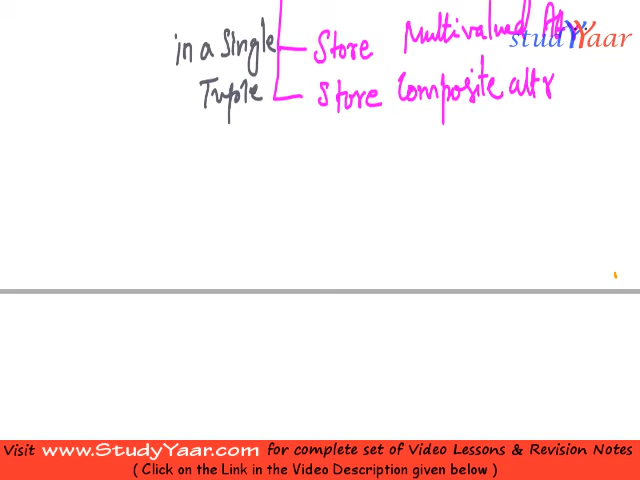 in a Single
Store Multivalued
studYYaar
Tuple
Store Composite attr
Visit www.StudyYaar.com for complete set of Video Lessons & Revision Notes
( Click on the Link in the Video Description given below )